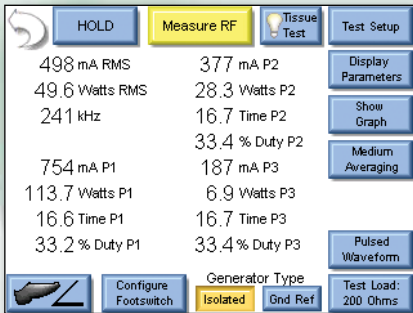 HOLD
Measure RF
Tissue
Test
Test Setup
498 mA RMS
377 mA P2
Display
Parameters
49.6 Watts RMS
28.3 Watts P2
241 kHz
16.7 Time P2
Show
Graph
33.4 % Duty P2
Medium
Averaging
754 mA P1
187 mA P3
113.7 Watts P1
6.9 Watts P3
16.6 Time P1
16.7 Time P3
33.2 % Duty P1
33.4 % Duty P3
Pulsed
Waveform
Configure
Footswitch
Generator Type
Isolated
Gnd Ref
Test Load:
200 Ohms